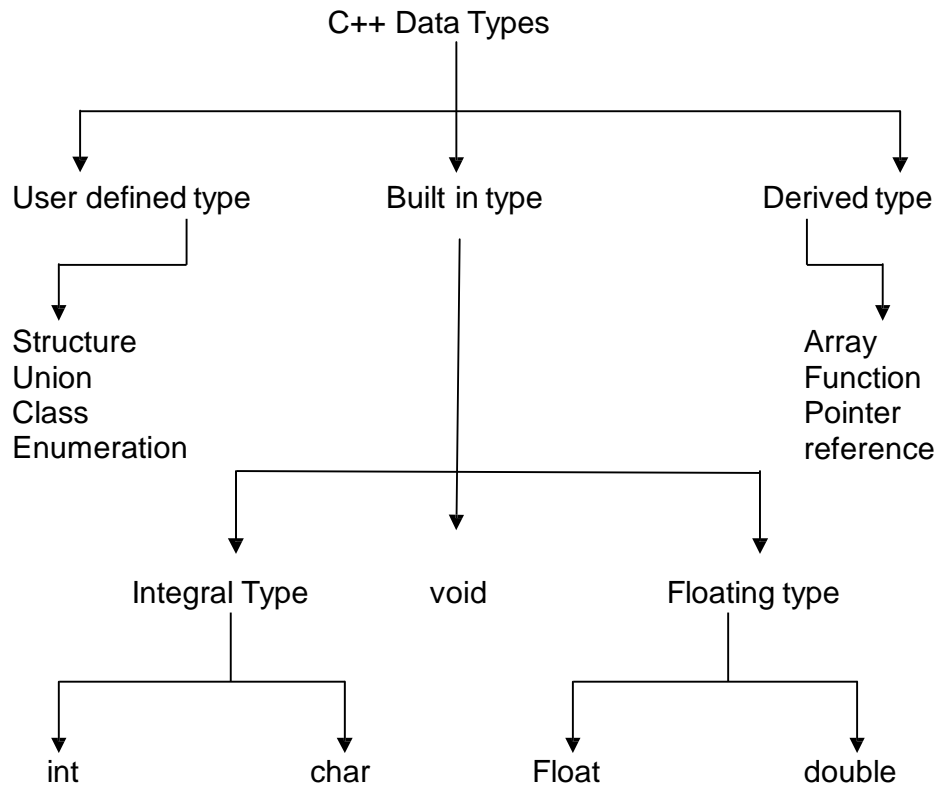 C++ Data Types
User defined type
Built in type
Derived type
Structure
Union
Class
Enumeration
Array
Function
Pointer
reference
Integral Type
void
Floating type
int
char
Float
double